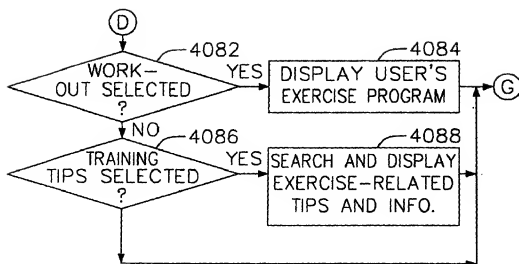 D
4082
WORK-
OUT SELECTED
?
YES
4084
DISPLAY USER'S
EXERCISE PROGRAM
G
NO
4086
TRAINING
TIPS SELECTED
?
YES
4088
SEARCH AND DISPLAY
EXERCISE-RELATED
TIPS AND INFO.